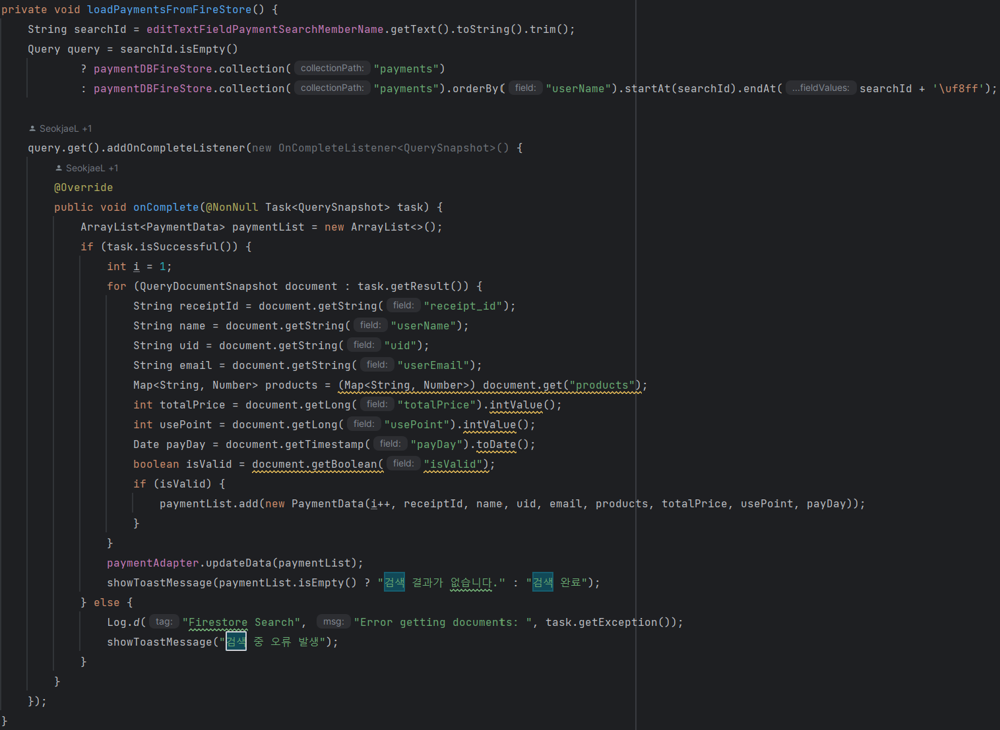 private void loadPaymentsFromFireStore() {
String searchId = editTextFieldPaymentSearchMemberName.getText().toString().trim();
Query query = searchId.isEmpty()
? paymentDBFireStore.collection( collectionPath: "payments")
: paymentDBFireStore.collection( collectionPath: "payments").orderBy( field: "userName").startAt(searchId).endAt( ...fieldValues: searchId + '\uf8ff');
SeokjaeL +1
query.get().addOnCompleteListener(new OnCompleteListener<QuerySnapshot>() {
SeokjaeL +1
@Override
public void onComplete(@NonNull Task<QuerySnapshot> task) {
ArrayList<PaymentData> paymentList = new ArrayList<>();
if (task.isSuccessful()) {
int i = 1;
for (QueryDocumentSnapshot document : task.getResult()) {
String receiptId = document.getString( field: "receipt_id");
String name = document.getString( field: "userName");
String uid = document.getString( field: "uid");
String email = document.getString( field: "userEmail");
Map<String, Number> products = (Map<String, Number>) document.get("products");
int totalPrice = document.getLong( field: "totalPrice").intValue();
int usePoint = document.getLong( field: "usePoint").intValue();
Date payDay = document.getTimestamp( field: "payDay").toDate();
boolean isValid = document.getBoolean( field: "isValid");
if (isValid) {
paymentList.add(new PaymentData(i++, receiptId, name, uid, email, products, totalPrice, usePoint, payDay));
}
}
paymentAdapter.updateData(paymentList);
showToastMessage(paymentList.isEmpty() ? "검색 결과가 없습니다." : "검색 완료");
} else {
Log.d( tag: "Firestore Search", msg: "Error getting documents: ", task.getException());
showToastMessage("검색 중 오류 발생");
}
}
});
}